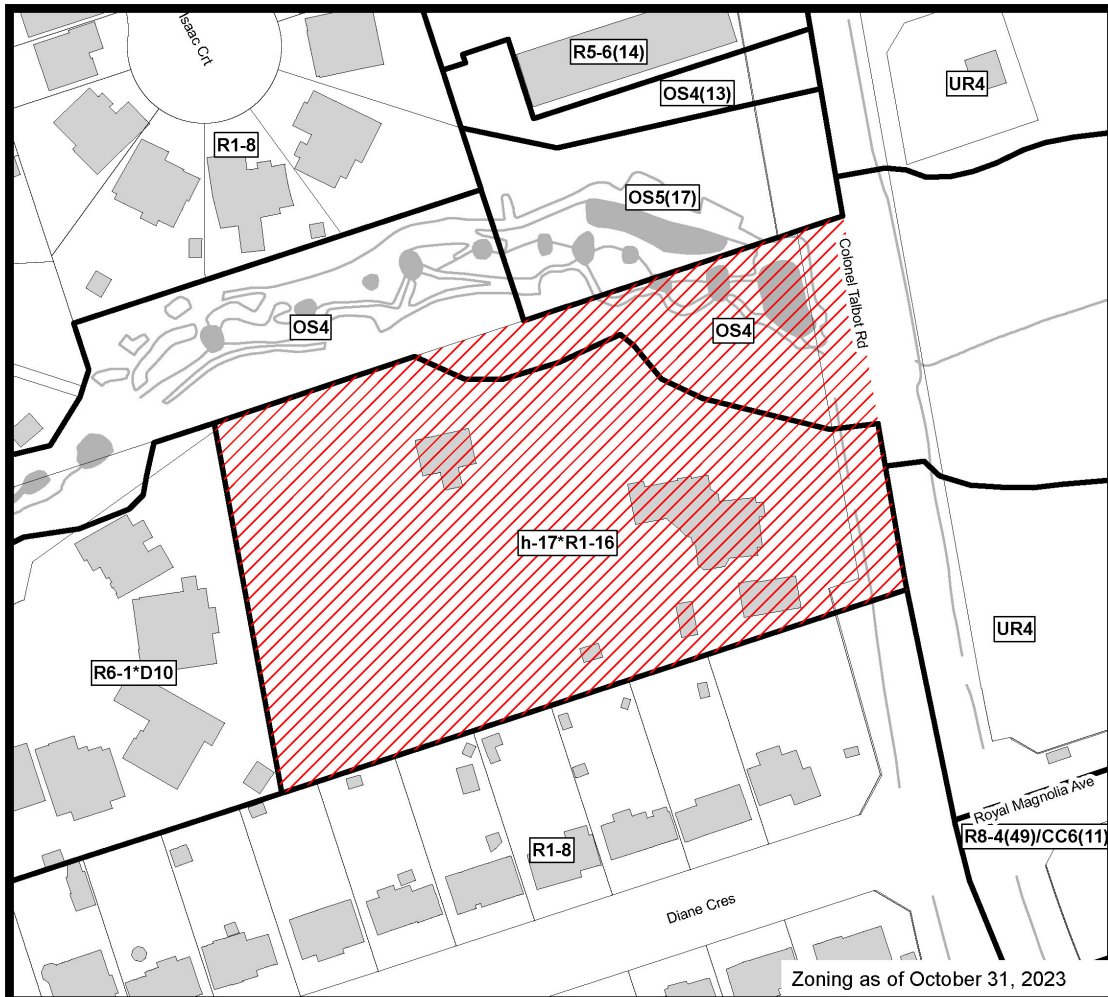 Isaac Crt
R5-6(14)
UR4
OS4(13)
R1-8
OS5(17)
Colonel Talbot Rd
OS4
OS4
h-17*R1-16
UR4
R6-1*D10
Royal Magnolia Ave
R8-4(49)/CC6(11)
R1-8
Diane Cres
Zoning as of October 31, 2023